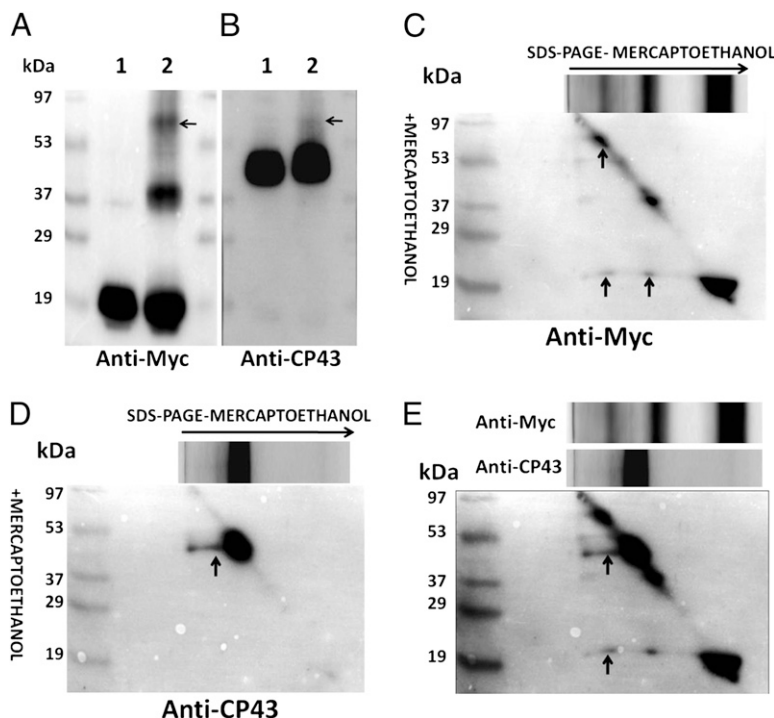 A
kDa
1 2
97
53
37
29
19
Anti-Myc
B
1 2
Anti-CP43
C
SDS-PAGE- MERCAPTOETHANOL
kDa
+MERCAPTOETHANOL
97
53
37
29
19
Anti-Myc
D
SDS-PAGE-MERCAPTOETHANOL
kDa
+MERCAPTOETHANOL
97
53
37
29
19
Anti-CP43
E
Anti-Myc
Anti-CP43
kDa
97
53
37
29
19